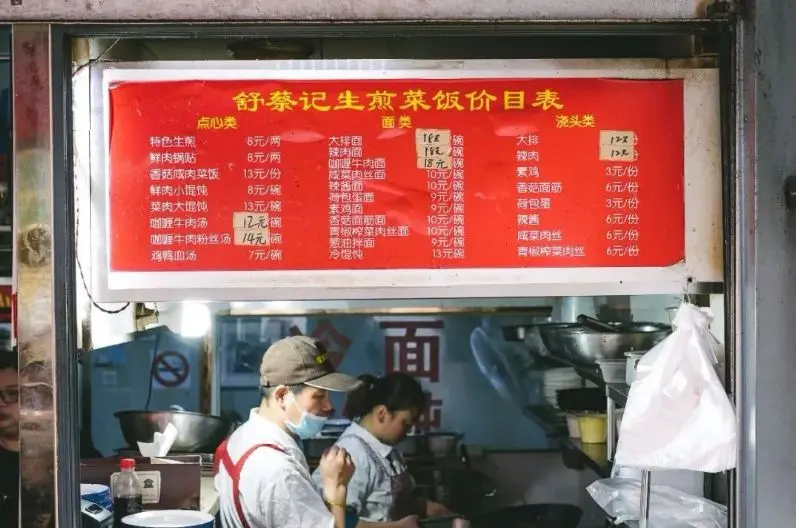 舒蔡记生煎菜饭价目表
点心类
特色生煎 8元/两
鲜肉锅贴 8元/两
香菇咸肉菜饭 13元/份
鲜肉小馄饨 8元/碗
菜肉大馄饨 13元/碗
咖喱牛肉汤 12元/碗
咖喱牛肉粉丝汤 14元/碗
鸡鸭血汤 7元/碗
面类
大排面 18元/碗
辣肉面 18元/碗
咖喱牛肉面 18元/碗
咸菜肉丝面 10元/碗
辣酱面 10元/碗
荷包蛋面 9元/碗
素鸡面 9元/碗
香菇面筋面 10元/碗
青椒榨菜肉丝面 10元/碗
葱油拌面 9元/碗
冷馄饨 13元/碗
浇头类
大排 12元/份
辣肉 12元/份
素鸡 3元/份
香菇面筋 6元/份
荷包蛋 3元/份
辣酱 6元/份
咸菜肉丝 6元/份
青椒榨菜肉丝 6元/份
冷面